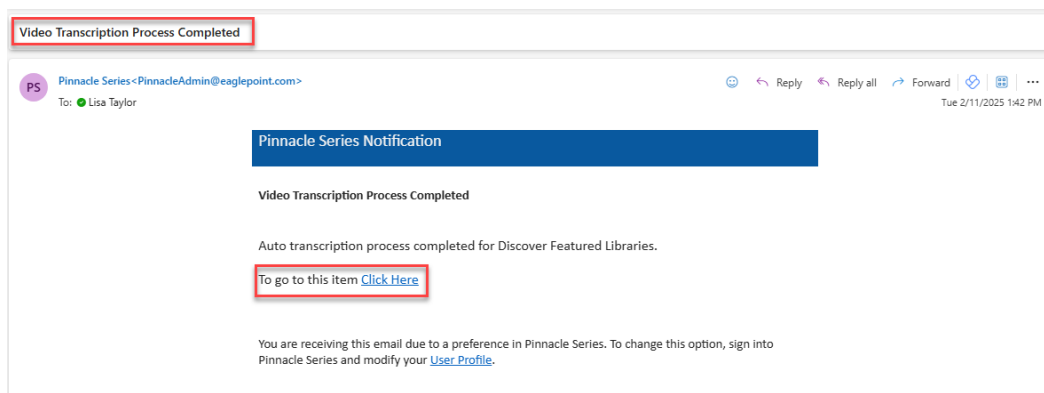 Video Transcription Process Completed
PS
Pinnacle Series<PinnacleAdmin@eaglepoint.com>
Reply
Reply all
Forward
To: Lisa Taylor
Tue 2/11/2025 1:42 PM
Pinnacle Series Notification
Video Transcription Process Completed
Auto transcription process completed for Discover Featured Libraries.
To go to this item Click Here
You are receiving this email due to a preference in Pinnacle Series. To change this option, sign into
Pinnacle Series and modify your User Profile.